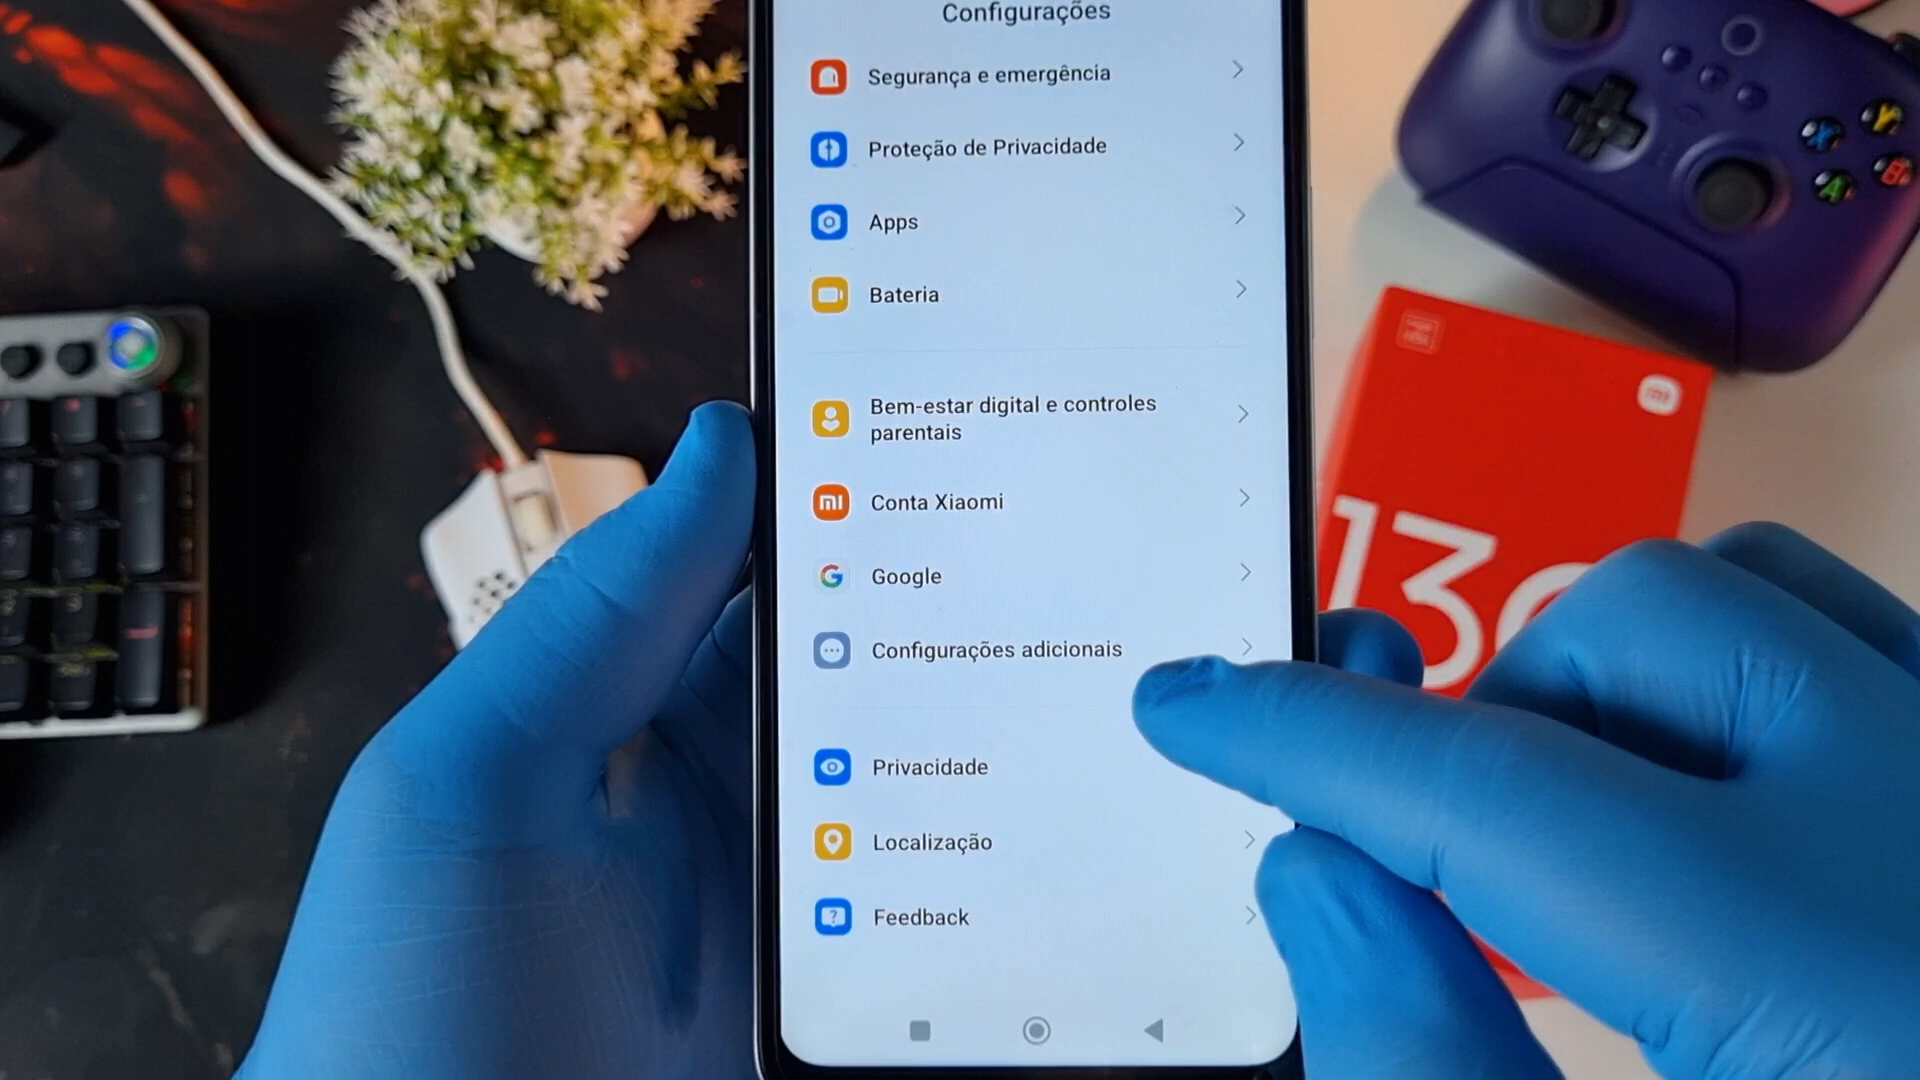 Configurações
Segurança e emergência
Proteção de Privacidade
Apps
Bateria
Bem-estar digital e controles
parentais
Conta Xiaomi
Google
Configurações adicionais
Privacidade
Localização
Feedback
13C
X
Y
A
B